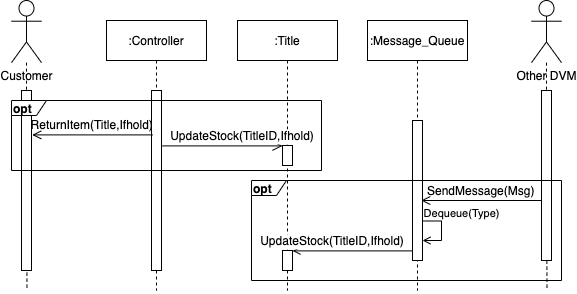 :Controller
:Title
:Message_Queue
Customer
Other DVM
opt
ReturnItem(Title,Ifhold)
UpdateStock(TitleID,Ifhold)
opt
SendMessage(Msg)
Dequeue(Type)
UpdateStock(TitleID,Ifhold)